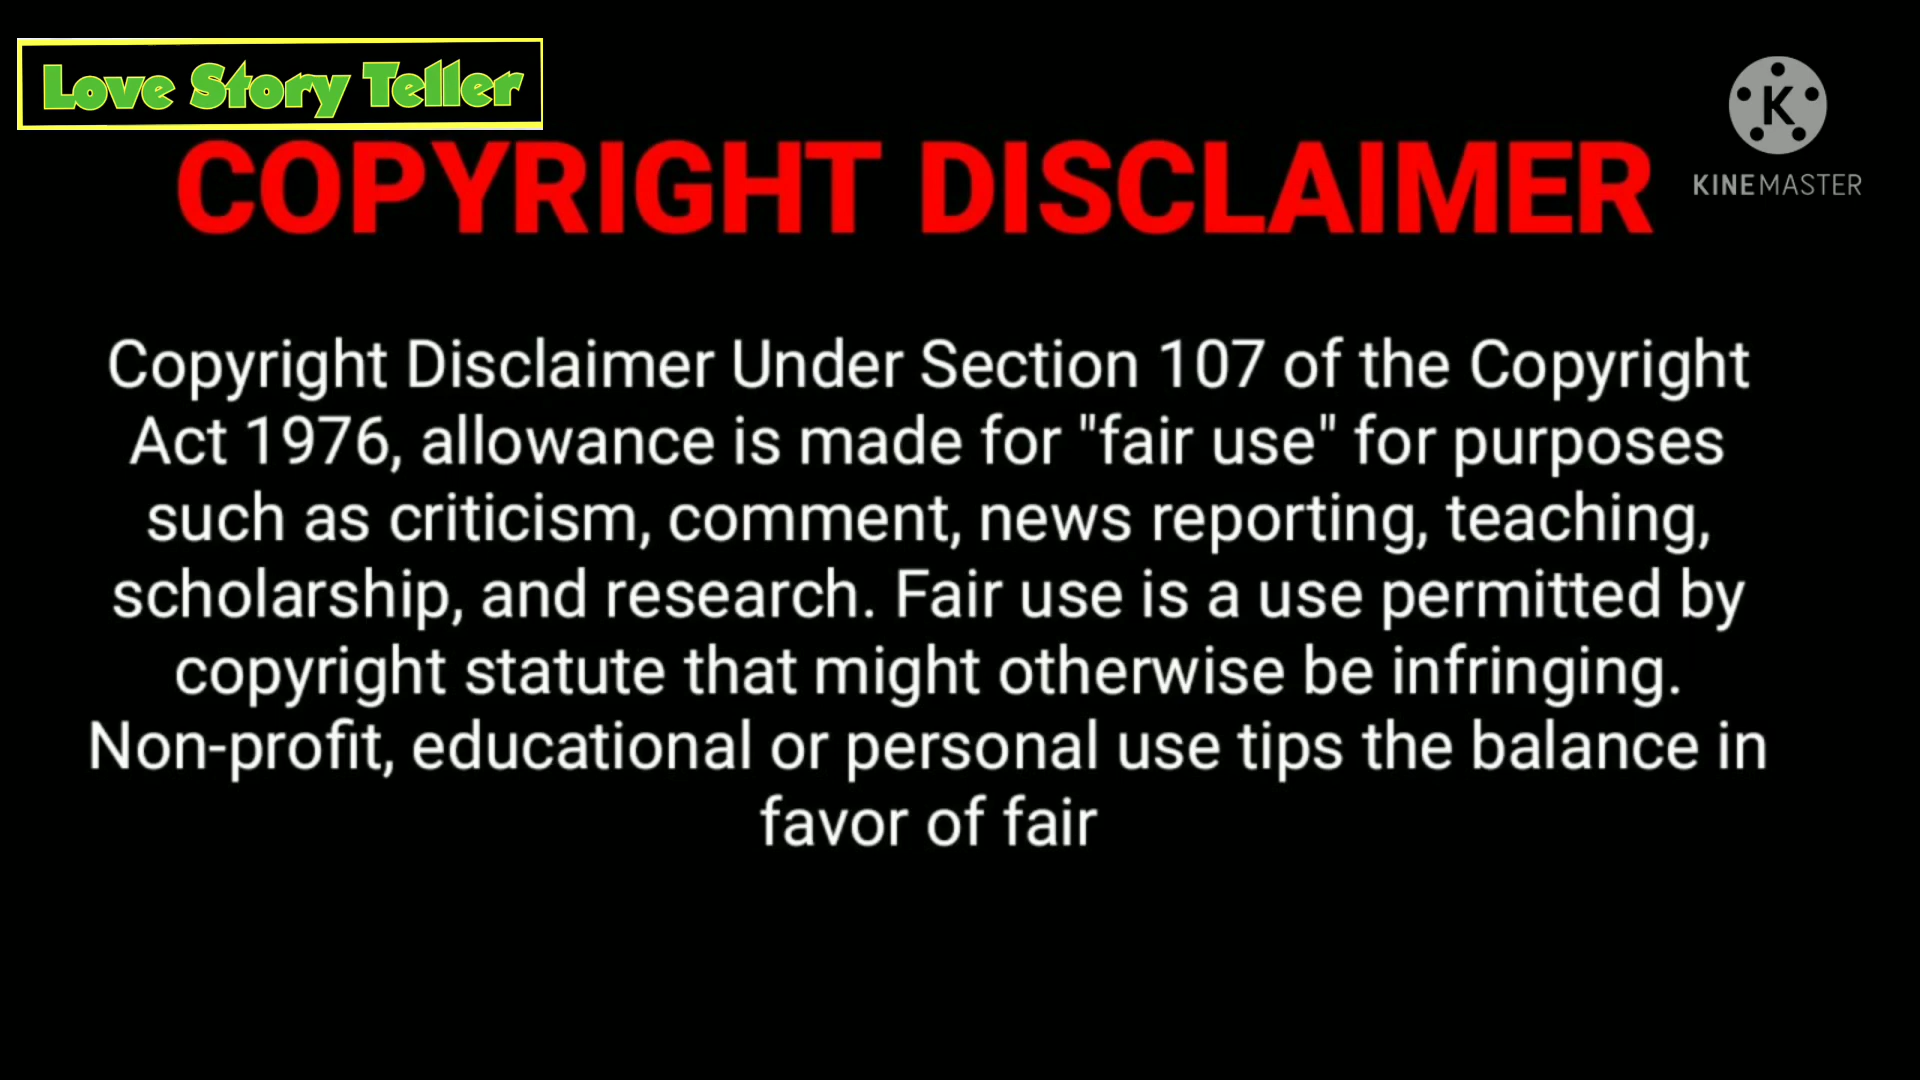 Love Story Teller
K
KINEMASTER
COPYRIGHT DISCLAIMER
Copyright Disclaimer Under Section 107 of the Copyright
Act 1976, allowance is made for "fair use" for purposes
such as criticism, comment, news reporting, teaching,
scholarship, and research. Fair use is a use permitted by
copyright statute that might otherwise be infringing.
Non-profit, educational or personal use tips the balance in
favor of fair